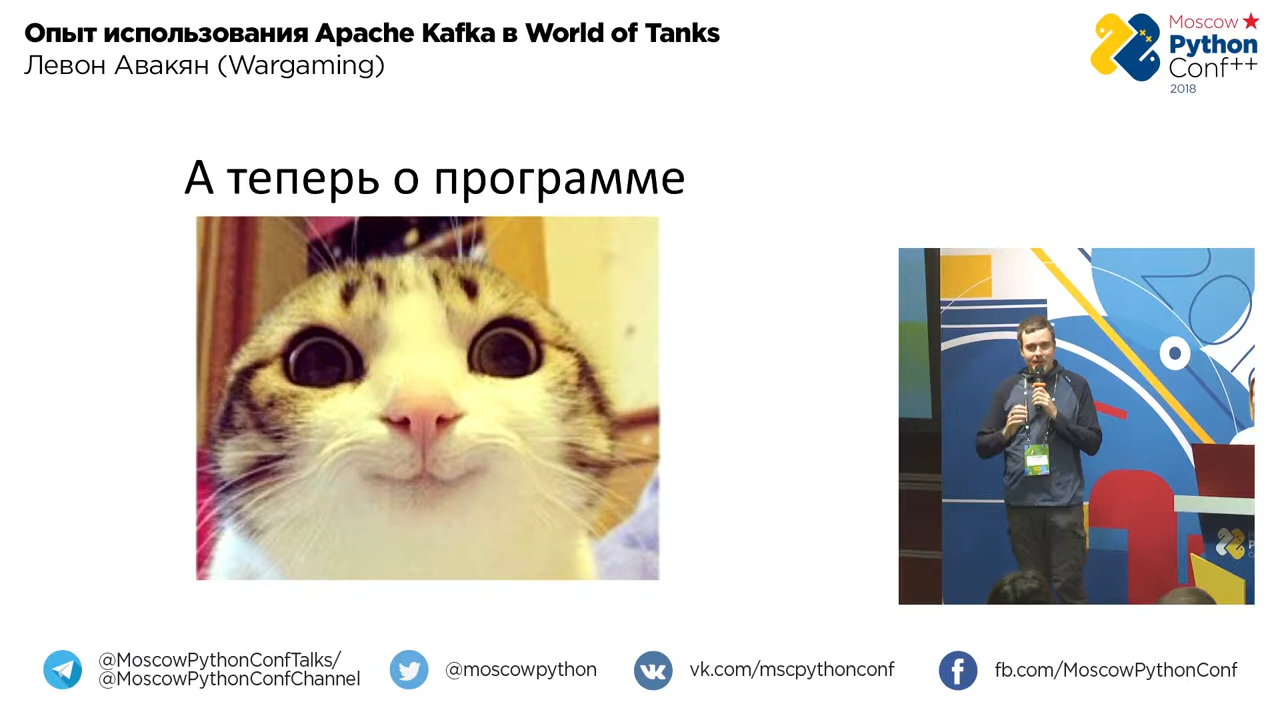 Опыт использования Apache Kafka в World of Tanks
Левон Авакян (Wargaming)
Moscow
Python
Conf++
2018
А теперь о программе
@MoscowPythonConfTalks/
@MoscowPythonConfChannel
@moscowpython
vk.com/mscpythonconf
fb.com/MoscowPythonConf